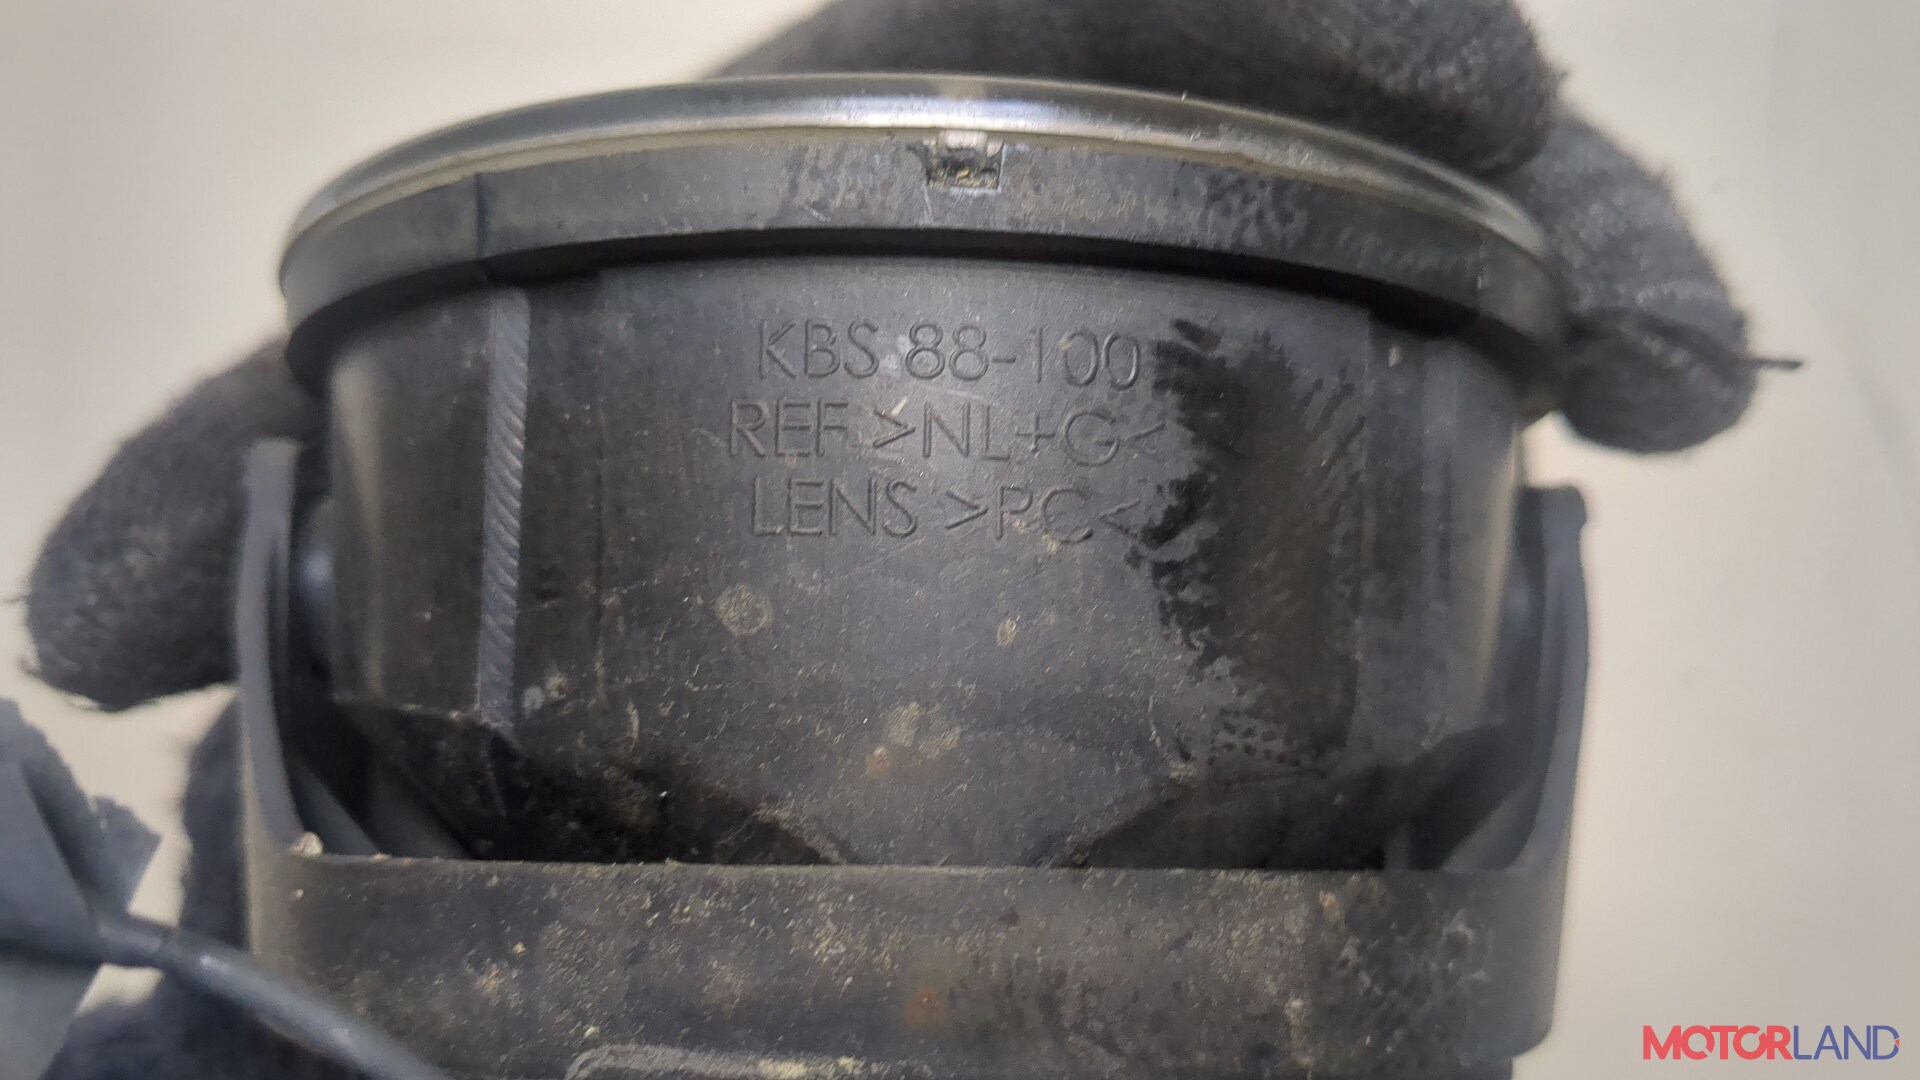 KBS 88-100
REF >NL+G<
LENS >PC<
MOTORLAND